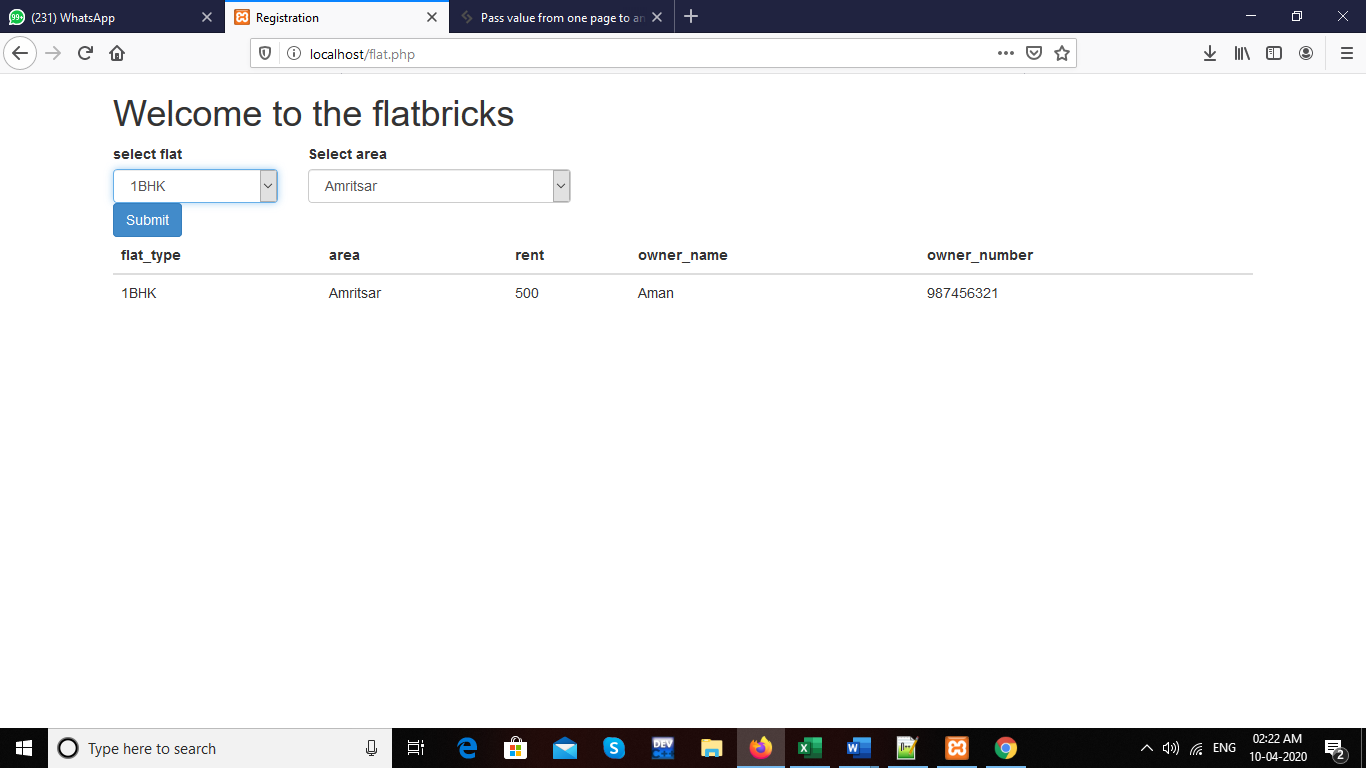 99+ (231) WhatsApp Registration Pass value from one page to an
localhost/flat.php
Welcome to the flatbricks
select flat Select area
1BHK Amritsar
Submit
flat_type area rent owner_name owner_number
1BHK Amritsar 500 Aman 987456321
Type here to search DEV ENG 02:22 AM
10-04-2020 2